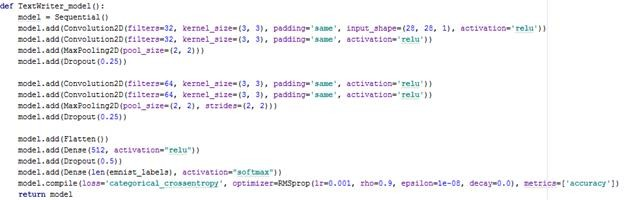 def TextWriter_model():
    model = Sequential()
    model.add(Convolution2D(filters=32, kernel_size=(3, 3), padding='same', input_shape=(28, 28, 1), activation='relu'))
    model.add(Convolution2D(filters=32, kernel_size=(3, 3), padding='same', activation='relu'))
    model.add(MaxPooling2D(pool_size=(2, 2)))
    model.add(Dropout(0.25))

    model.add(Convolution2D(filters=64, kernel_size=(3, 3), padding='same', activation='relu'))
    model.add(Convolution2D(filters=64, kernel_size=(3, 3), padding='same', activation='relu'))
    model.add(MaxPooling2D(pool_size=(2, 2), strides=(2, 2)))
    model.add(Dropout(0.25))

    model.add(Flatten())
    model.add(Dense(512, activation="relu"))
    model.add(Dropout(0.5))
    model.add(Dense(len(emnist_labels), activation="softmax"))
    model.compile(loss='categorical_crossentropy', optimizer=RMSprop(lr=0.001, rho=0.9, epsilon=1e-08, decay=0.0), metrics=['accuracy'])
    return model